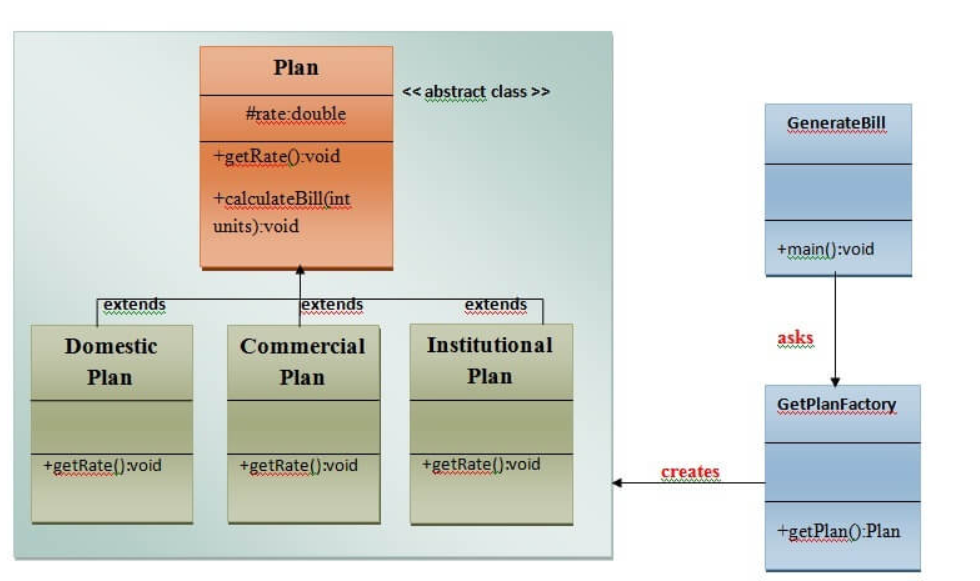 Plan
<< abstract class >>
#rate:double
+getRate():void
+calculateBill(int
units):void
extends
extends
extends
Domestic
Plan
+getRate():void
Commercial
Plan
+getRate():void
Institutional
Plan
+getRate():void
GenerateBill
+main():void
asks
GetPlanFactory
creates
+getPlan():Plan